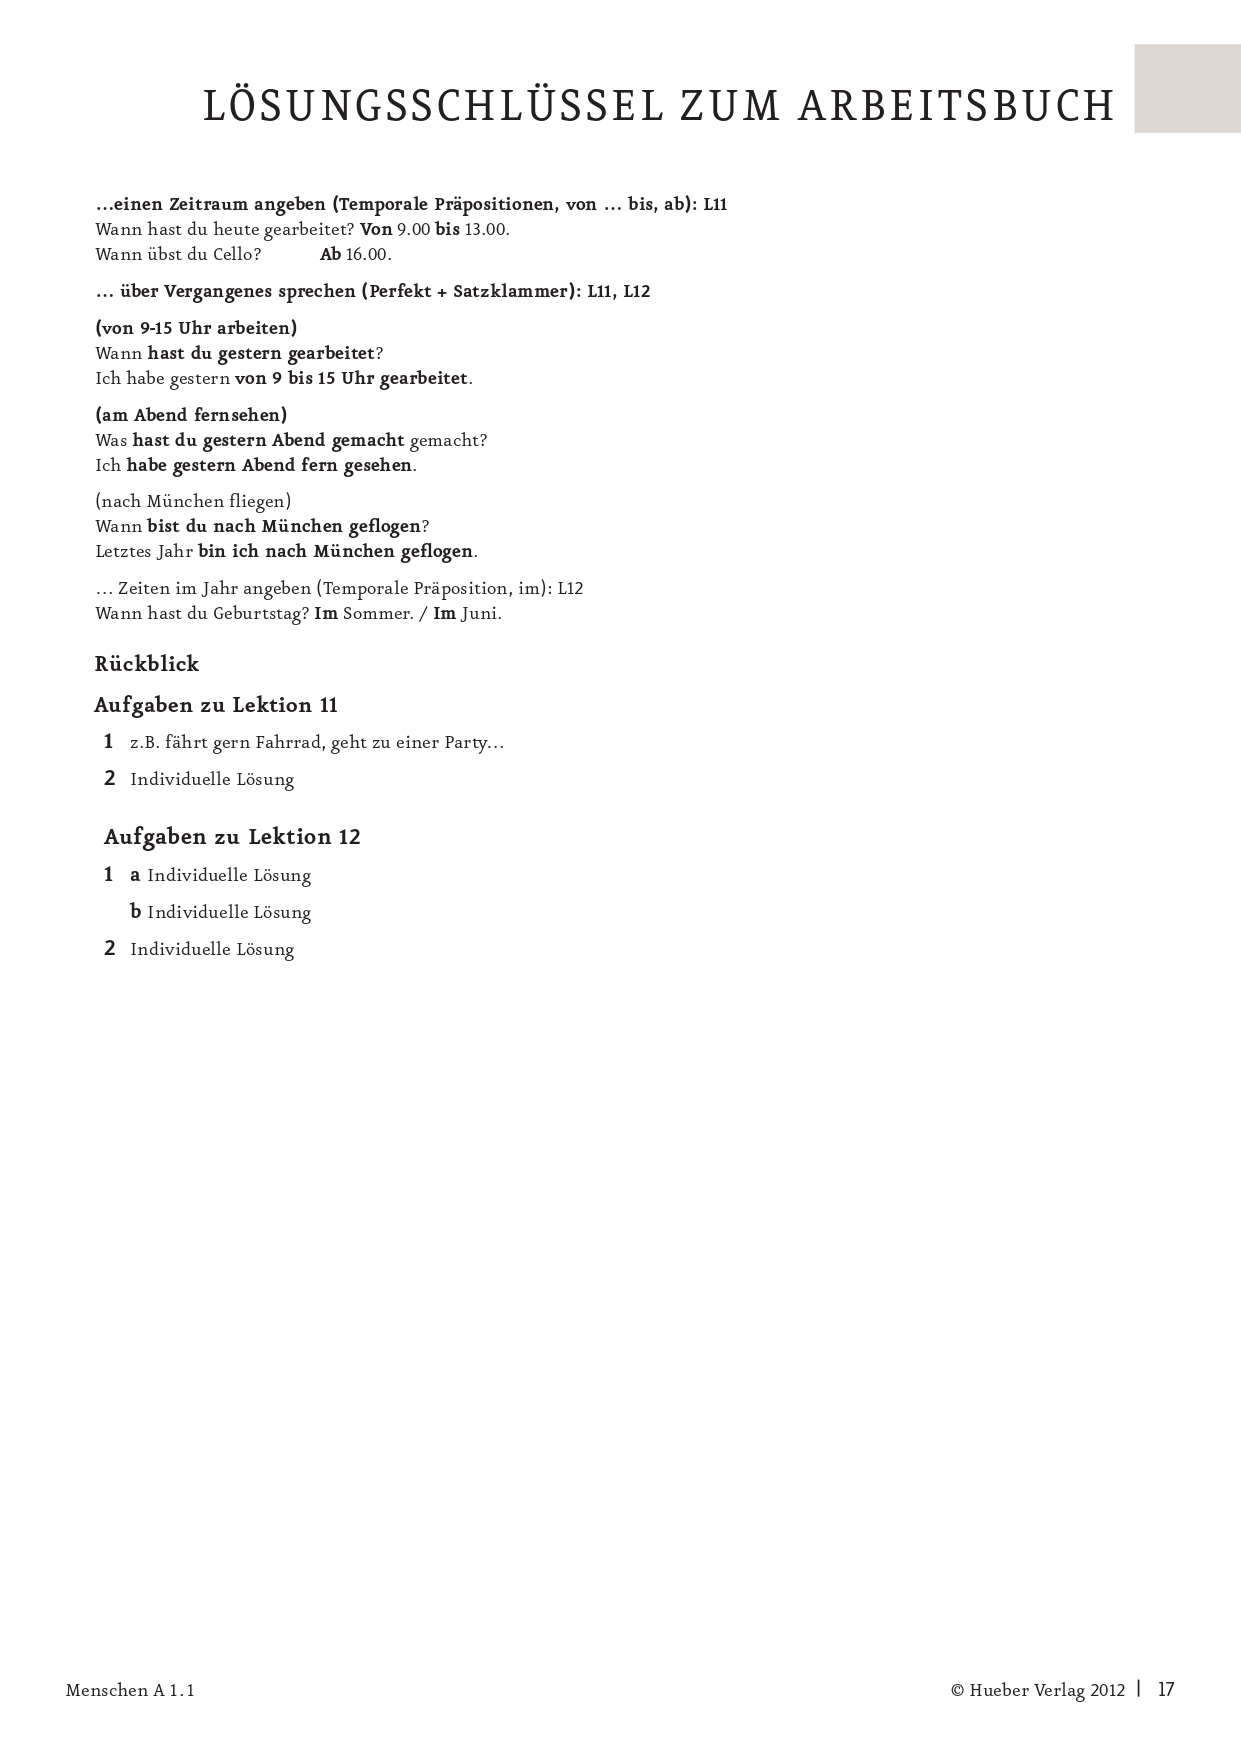 LÖSUNGSSCHLÜSSEL ZUM ARBEITSBUCH
...einen Zeitraum angeben (Temporale Präpositionen, von ... bis, ab): L11
Wann hast du heute gearbeitet? Von 9.00 bis 13.00.
Wann übst du Cello? Ab 16.00.
... über Vergangenes sprechen (Perfekt + Satzklammer): L11, L12
(von 9-15 Uhr arbeiten)
Wann hast du gestern gearbeitet?
Ich habe gestern von 9 bis 15 Uhr gearbeitet.
(am Abend fernsehen)
Was hast du gestern Abend gemacht gemacht?
Ich habe gestern Abend fern gesehen.
(nach München fliegen)
Wann bist du nach München geflogen?
Letztes Jahr bin ich nach München geflogen.
... Zeiten im Jahr angeben (Temporale Präposition, im): L12
Wann hast du Geburtstag? Im Sommer. / Im Juni.
Rückblick
Aufgaben zu Lektion 11
1 z.B. fährt gern Fahrrad, geht zu einer Party...
2 Individuelle Lösung
Aufgaben zu Lektion 12
1 a Individuelle Lösung
b Individuelle Lösung
2 Individuelle Lösung
Menschen A 1.1 © Hueber Verlag 2012 | 17